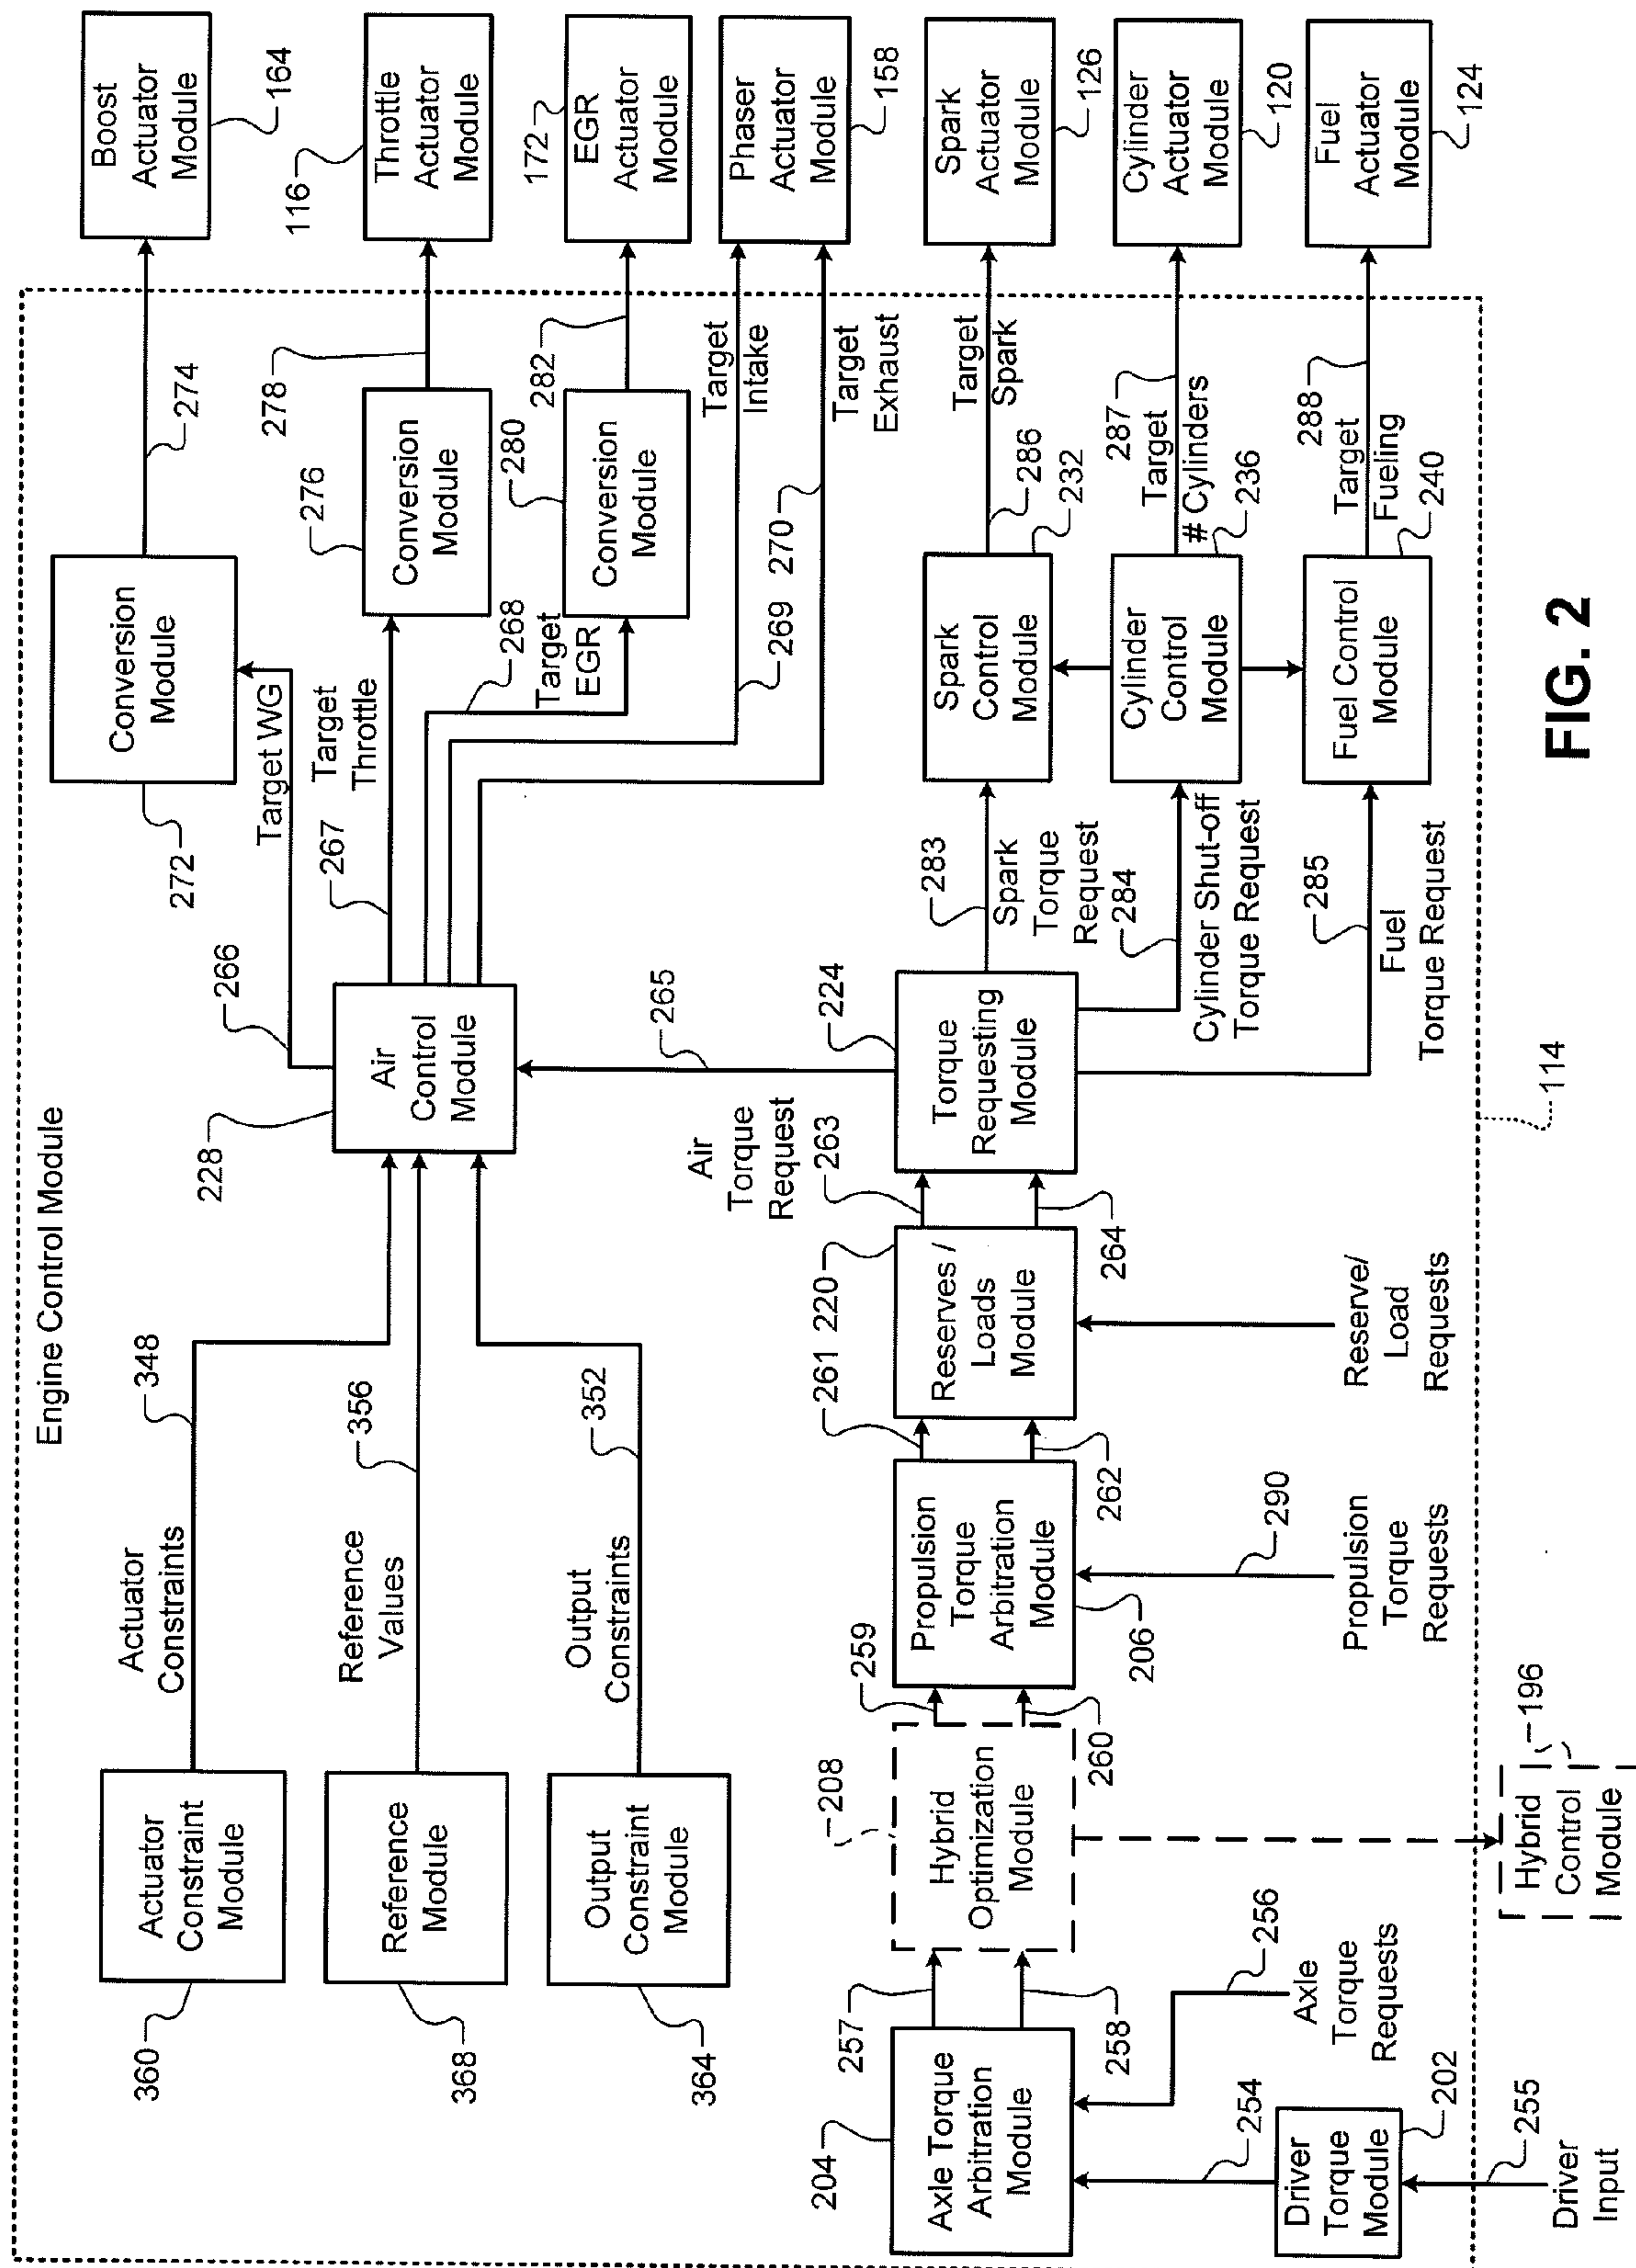 Engine Control Module
360
Actuator
Constraint
Module
Actuator
Constraints
348
368
Reference
Module
Reference
Values
356
364
Output
Constraint
Module
Output
Constraints
352
228
Air
Control
Module
266
Target WG
272
Conversion
Module
274
Boost
Actuator
Module
164
267
Target
Throttle
276
Conversion
Module
278
116
Throttle
Actuator
Module
268
Target
EGR
280
Conversion
Module
282
172
EGR
Actuator
Module
269
Target
Intake
270
Target
Exhaust
Phaser
Actuator
Module
158
265
Air
Torque
Request
204
Axle Torque
Arbitration
Module
257
258
208
Hybrid
Optimization
Module
259
260
Propulsion
Torque
Arbitration
Module
206
261
262
220
Reserves /
Loads
Module
263
264
224
Torque
Requesting
Module
283
Spark
Torque
Request
Spark
Control
Module
232
286
Target
Spark
Spark
Actuator
Module
126
284
Cylinder Shut-off
Torque Request
Cylinder
Control
Module
236
287
Target
# Cylinders
Cylinder
Actuator
Module
120
285
Fuel
Torque Request
Fuel Control
Module
240
288
Target
Fueling
Fuel
Actuator
Module
124
254
Driver
Torque
Module
202
255
Driver
Input
256
Axle
Torque
Requests
Hybrid
Control
Module
196
290
Propulsion
Torque
Requests
Reserve/
Load
Requests
114
FIG. 2